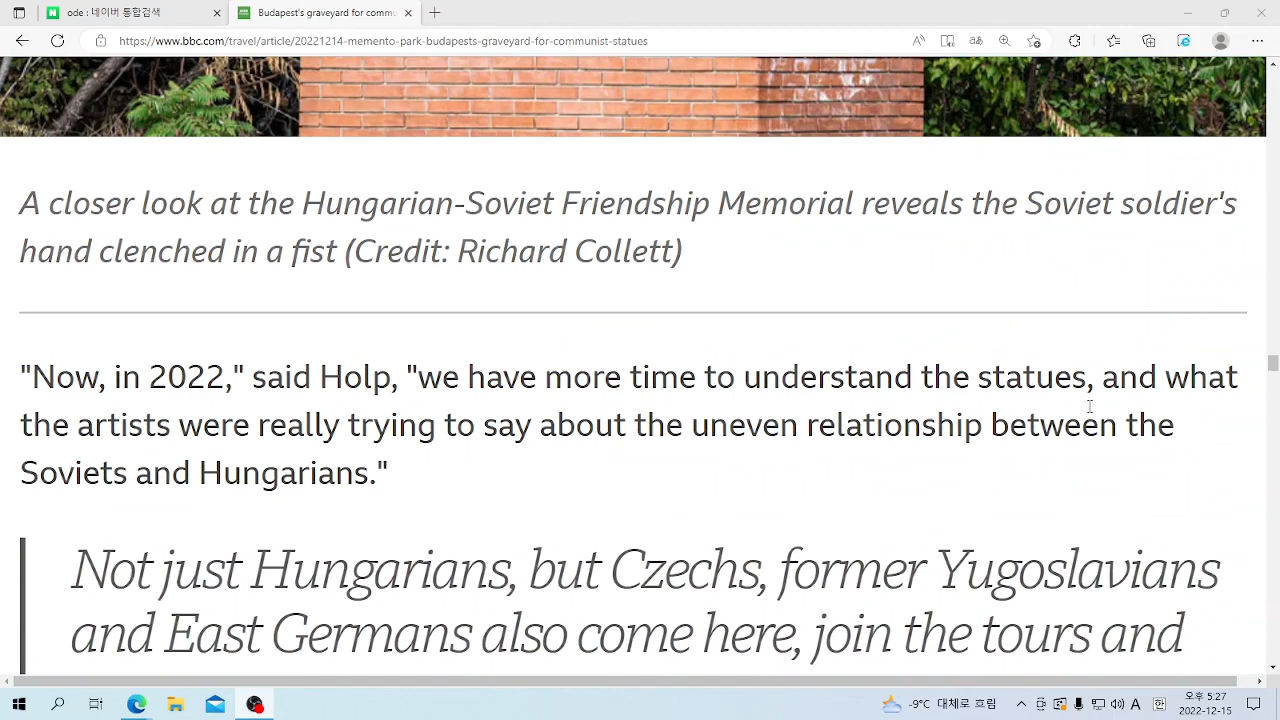 ode : 네이버 통합검색
Budapest's graveyard for commu
https://www.bbc.com/travel/article/20221214-memento-park-budapests-graveyard-for-communist-statues
A closer look at the Hungarian-Soviet Friendship Memorial reveals the Soviet soldier's
hand clenched in a fist (Credit: Richard Collett)
"Now, in 2022," said Holp, "we have more time to understand the statues, and what
the artists were really trying to say about the uneven relationship between the
Soviets and Hungarians."
Not just Hungarians, but Czechs, former Yugoslavians
and East Germans also come here, join the tours and
-9°C 대체로 흐림
A
오후 5:27
2022-12-15